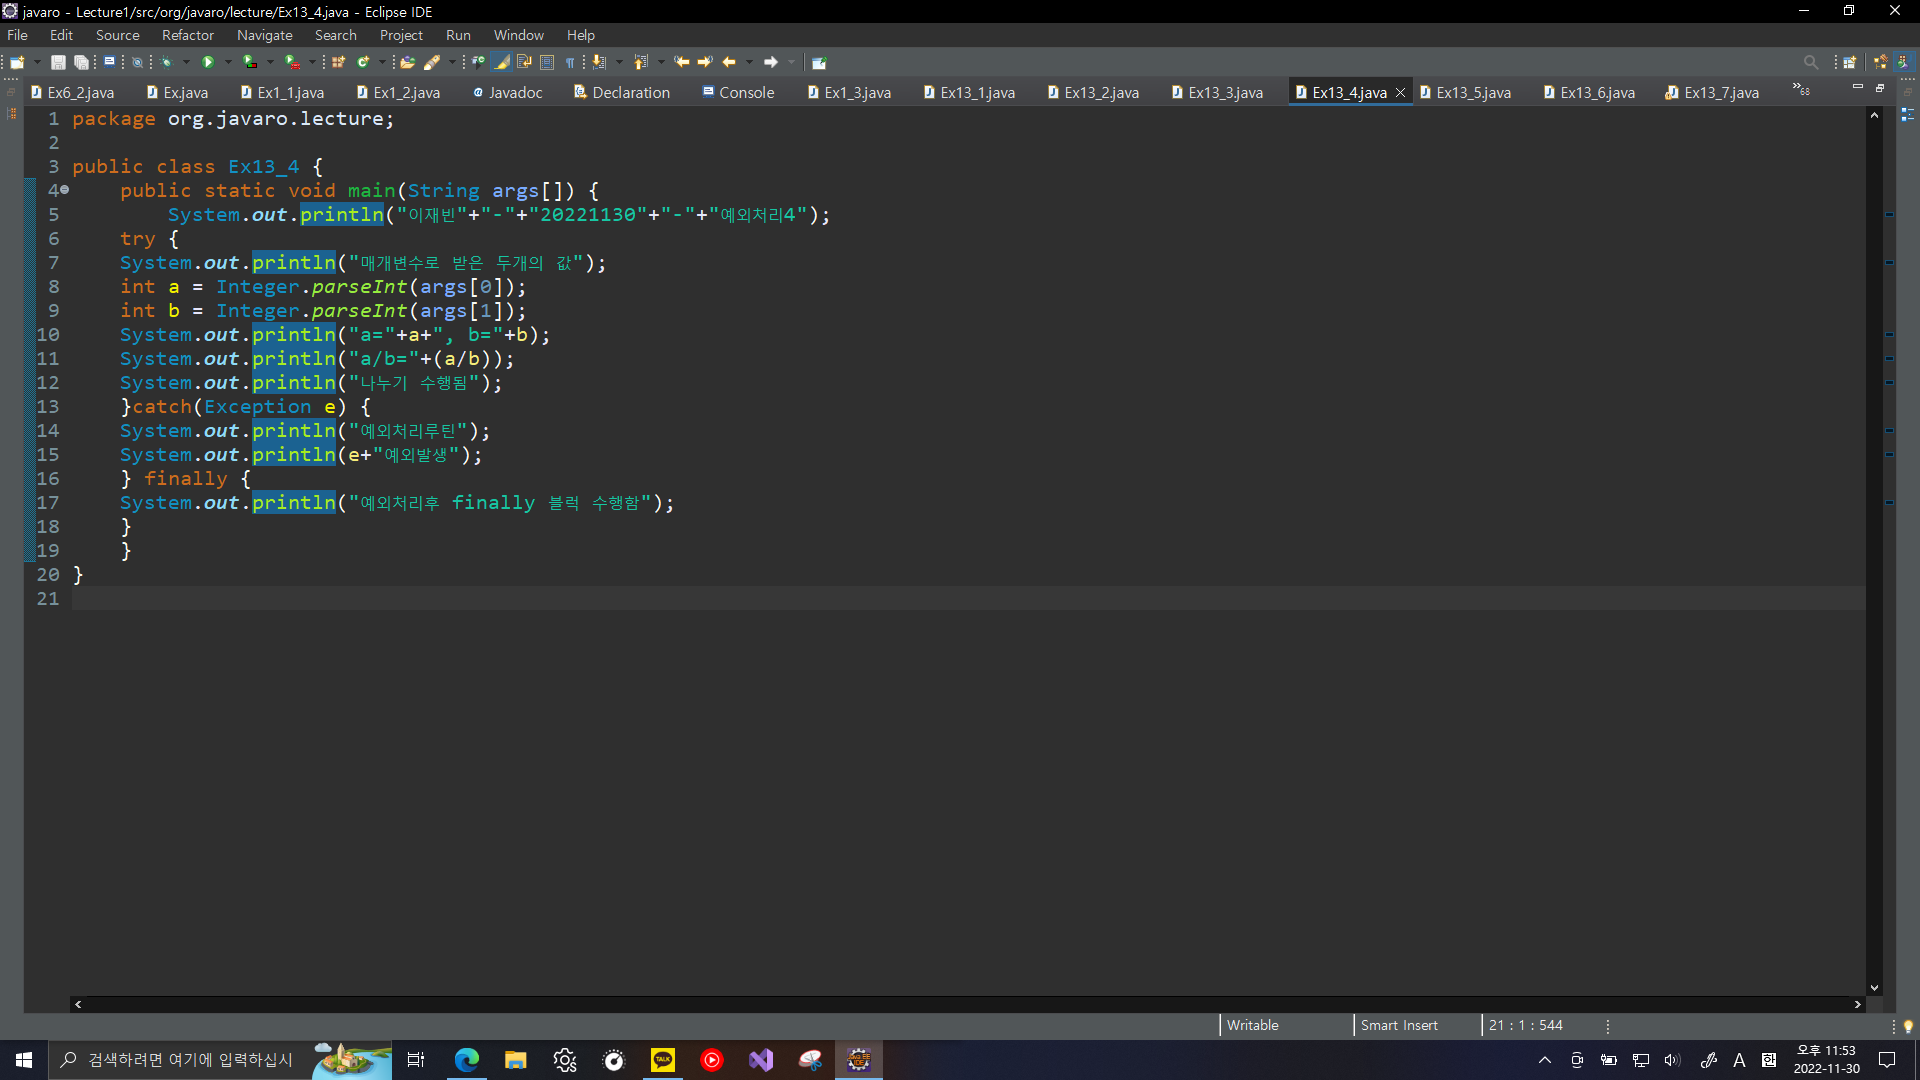 javaro - Lecture1/src/org/javaro/lecture/Ex13_4.java - Eclipse IDE
File Edit Source Refactor Navigate Search Project Run Window Help
Ex6_2.java Ex.java Ex1_1.java Ex1_2.java Javadoc Declaration Console Ex1_3.java Ex13_1.java Ex13_2.java Ex13_3.java Ex13_4.java Ex13_5.java Ex13_6.java Ex13_7.java »68
1 package org.javaro.lecture;
2
3 public class Ex13_4 {
4 public static void main(String args[]) {
5 System.out.println("이재빈"+"-"+"20221130"+"-"+"예외처리4");
6 try {
7 System.out.println("매개변수로 받은 두개의 값");
8 int a = Integer.parseInt(args[0]);
9 int b = Integer.parseInt(args[1]);
10 System.out.println("a="+a+", b="+b);
11 System.out.println("a/b="+(a/b));
12 System.out.println("나누기 수행됨");
13 }catch(Exception e) {
14 System.out.println("예외처리루틴");
15 System.out.println(e+"예외발생");
16 } finally {
17 System.out.println("예외처리후 finally 블럭 수행함");
18 }
19 }
20 }
21
Writable Smart Insert 21 : 1 : 544
검색하려면 여기에 입력하십시
TALK
A
오후 11:53
2022-11-30